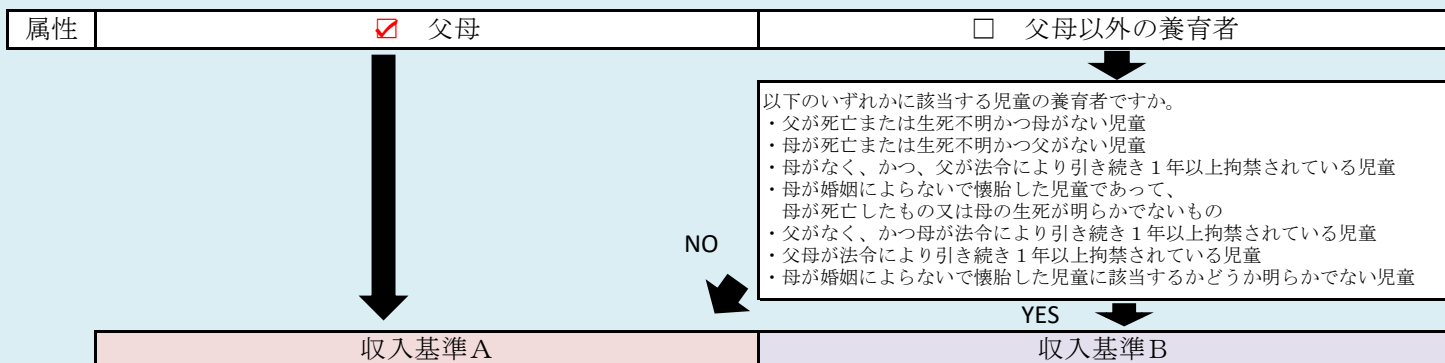 属性
☑ 父母
□ 父母以外の養育者
以下のいずれかに該当する児童の養育者ですか。
・父が死亡または生死不明かつ母がない児童
・母が死亡または生死不明かつ父がない児童
・母がなく、かつ、父が法令により引き続き１年以上拘禁されている児童
・母が婚姻によらないで懐胎した児童であって、
母が死亡したもの又は母の生死が明らかでないもの
・父がなく、かつ母が法令により引き続き１年以上拘禁されている児童
・父母が法令により引き続き１年以上拘禁されている児童
・母が婚姻によらないで懐胎した児童に該当するかどうか明らかでない児童
NO
YES
収入基準Ａ
収入基準Ｂ